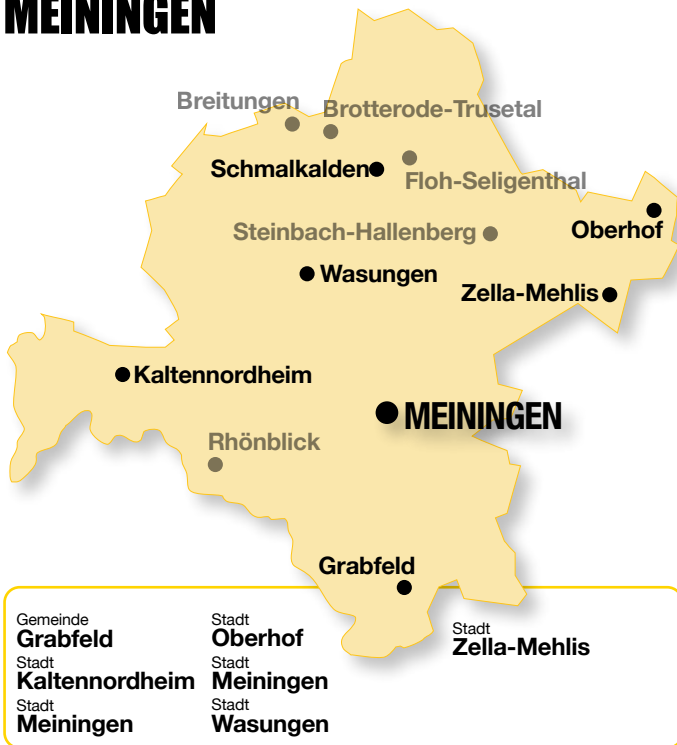 MEININGEN
Breitungen
Brotterode-Trusetal
Schmalkalden
Floh-Seligenthal
Steinbach-Hallenberg
Oberhof
Wasungen
Zella-Mehlis
Kaltennordheim
MEININGEN
Rhönblick
Grabfeld
Gemeinde
Grabfeld
Stadt
Kaltennordheim
Stadt
Meiningen
Stadt
Oberhof
Stadt
Meiningen
Stadt
Wasungen
Stadt
Zella-Mehlis